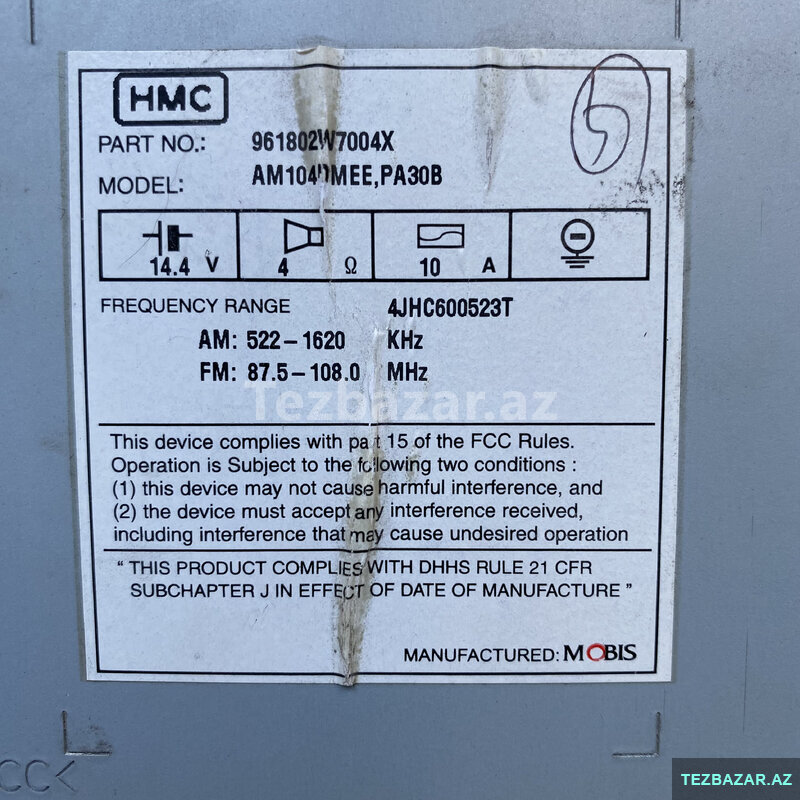 HMC
PART NO.: 961802W7004X
MODEL: AM104DMEE,PA30B
14.4 V 4 Ω 10 A
FREQUENCY RANGE 4JHC600523T
AM: 522-1620 KHz
FM: 87.5-108.0 MHz
Tezbazar.az
This device complies with part 15 of the FCC Rules.
Operation is Subject to the following two conditions :
(1) this device may not cause harmful interference, and
(2) the device must accept any interference received,
including interference that may cause undesired operation
“ THIS PRODUCT COMPLIES WITH DHHS RULE 21 CFR
SUBCHAPTER J IN EFFECT OF DATE OF MANUFACTURE ”
MANUFACTURED: MOBIS
TEZBAZAR.AZ